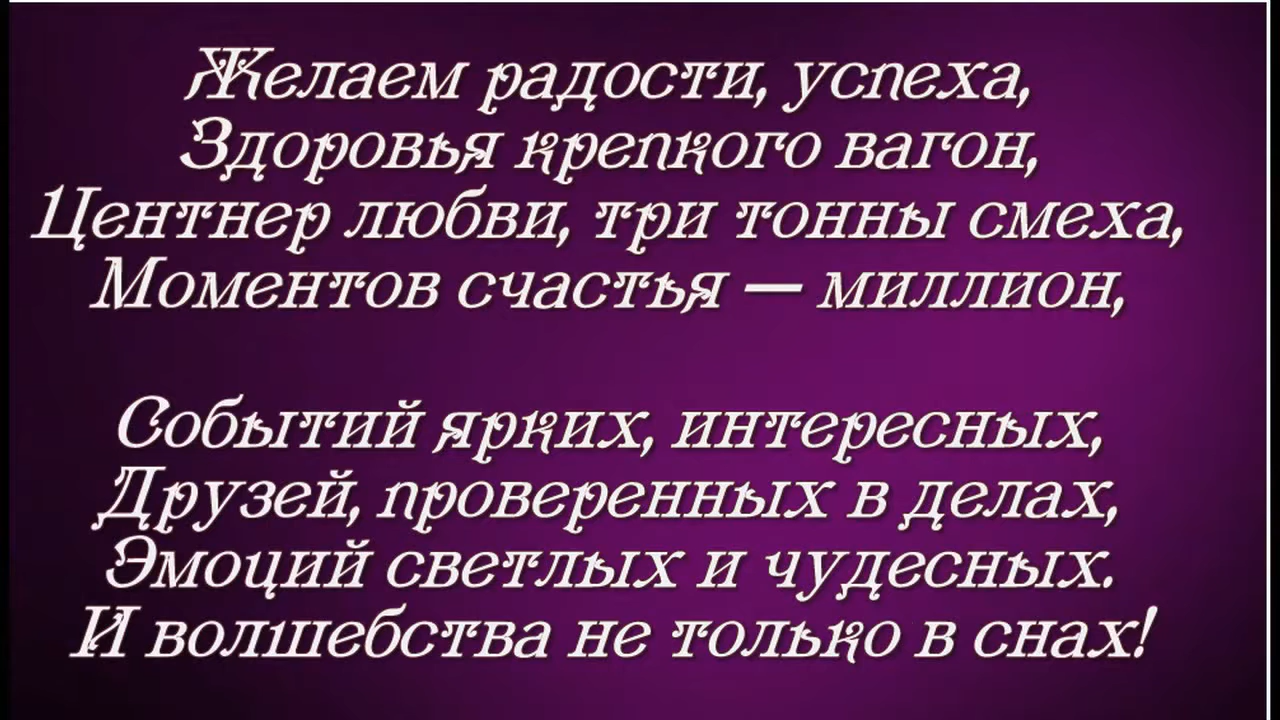 Желаем радости, успеха,
Здоровья крепкого вагон,
Центнер любви, три тонны смеха,
Моментов счастья — миллион,
Событий ярких, интересных,
Друзей, проверенных в делах,
Эмоций светлых и чудесных.
И волшебства не только в снах!